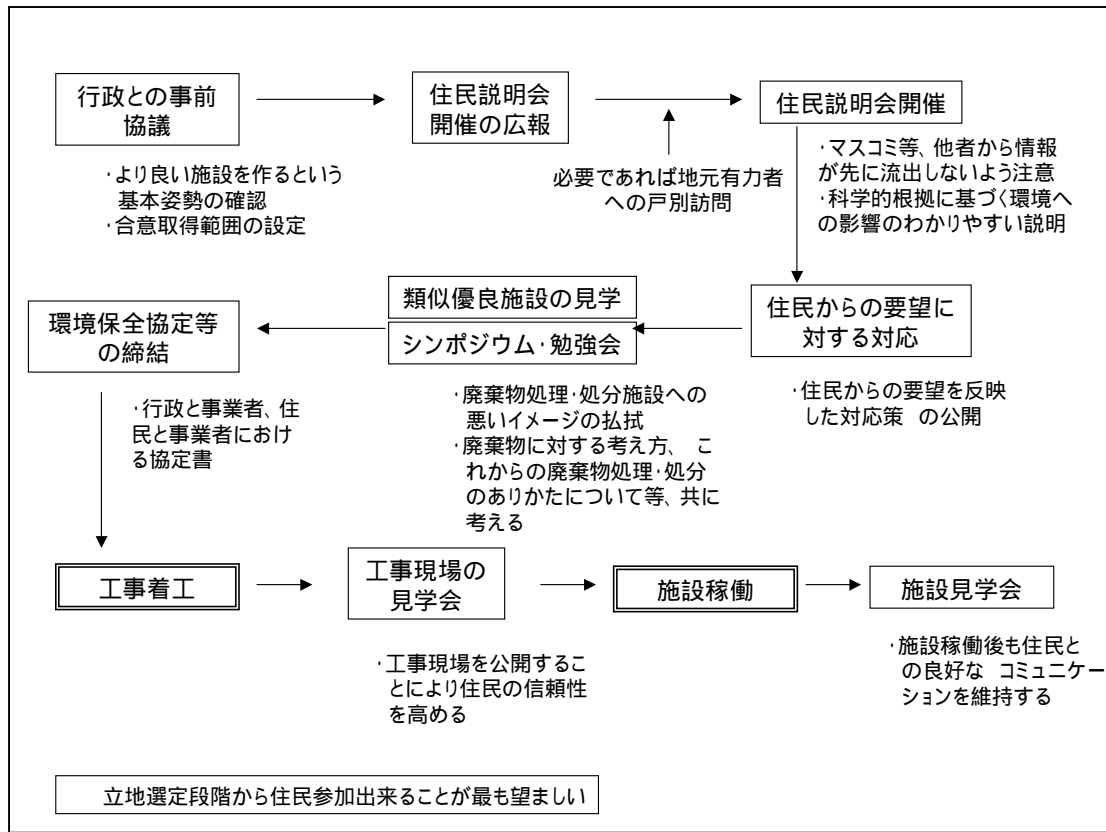 行政との事前
協議
住民説明会
開催の広報
住民説明会開催
・より良い施設を作るという
基本姿勢の確認
・合意取得範囲の設定
必要であれば地元有力者
への戸別訪問
・マスコミ等、他者から情報
が先に流出しないよう注意
・科学的根拠に基づく環境へ
の影響のわかりやすい説明
環境保全協定等
の締結
類似優良施設の見学
シンポジウム・勉強会
住民からの要望に
対する対応
・行政と事業者、住
民と事業者におけ
る協定書
・廃棄物処理・処分施設への
悪いイメージの払拭
・廃棄物に対する考え方、 こ
れからの廃棄物処理・処分
のありかたについて等、共に
考える
・住民からの要望を反映
した対応策 の公開
工事着工
工事現場の
見学会
施設稼働
施設見学会
・工事現場を公開するこ
とにより住民の信頼性
を高める
・施設稼働後も住民と
の良好な コミュニケー
ションを維持する
立地選定段階から住民参加出来ることが最も望ましい